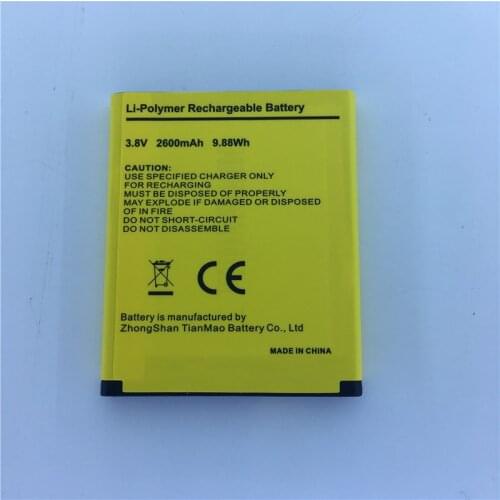 Li-Polymer Rechargeable Battery
3.8V 2600mAh 9.88Wh
CAUTION:
USE SPECIFIED CHARGER ONLY
FOR RECHARGING
MUST BE DISPOSED OF PROPERLY
MAY EXPLODE IF DAMAGED OR DISPOSED
OF IN FIRE
DO NOT SHORT-CIRCUIT
DO NOT DISASSEMBLE
CE
Battery is manufactured by
ZhongShan TianMao Battery Co., Ltd
MADE IN CHINA